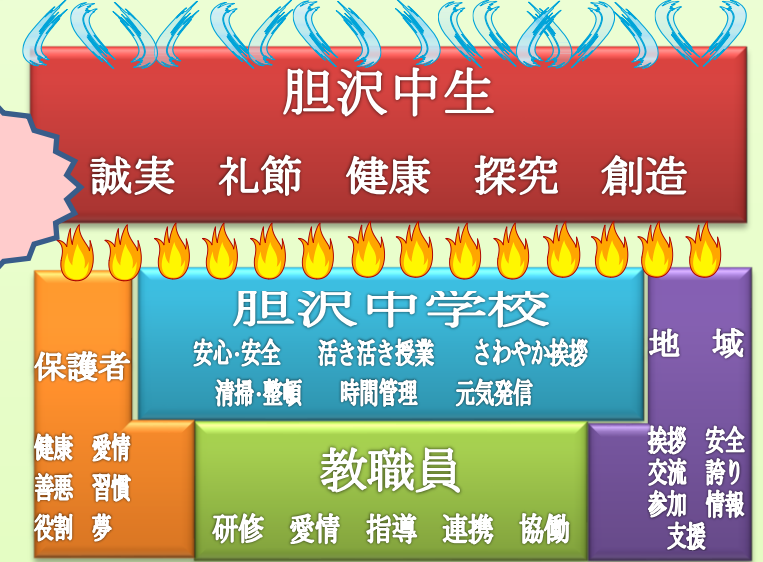 胆沢中生
誠実　礼節　健康　探究　創造
胆沢中学校
安心・安全　活き活き授業　さわやか挨拶
清掃・整頓　時間管理　元気発信
保護者
健康　愛情
善悪　習慣
役割　夢
教職員
研修　愛情　指導　連携　協働
地　域
挨拶　安全
交流　誇り
参加　情報
支援